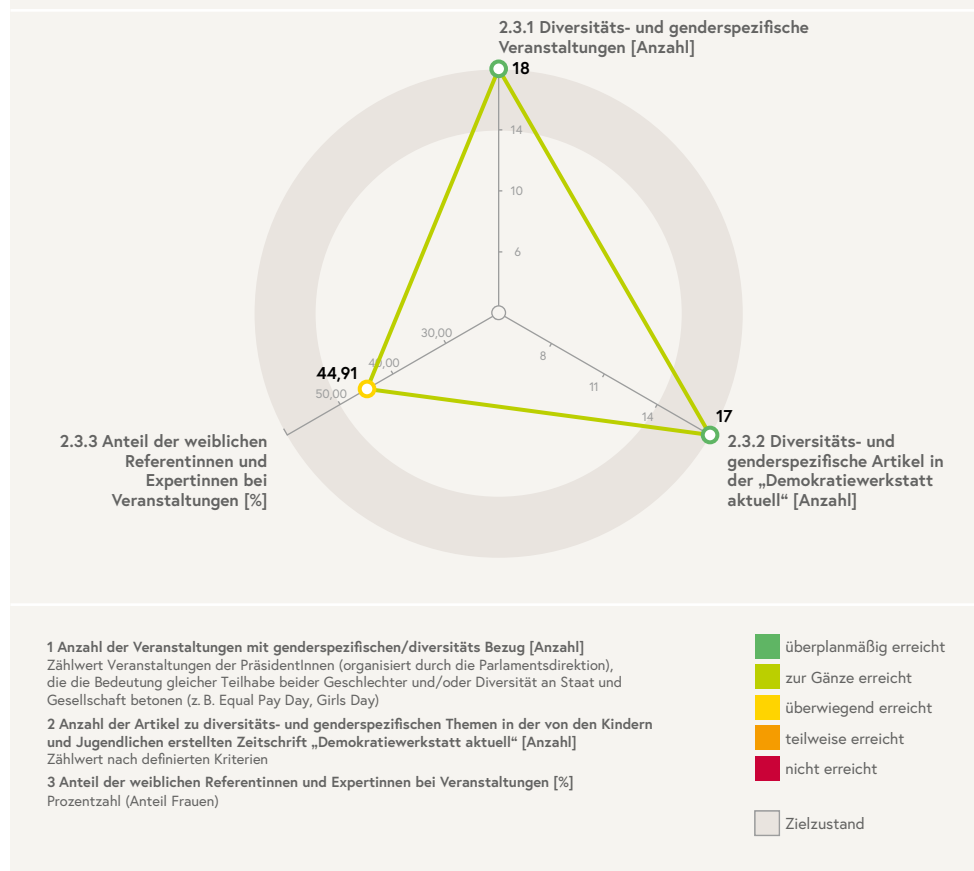 2.3.1 Diversitäts- und genderspezifische
Veranstaltungen [Anzahl]
18
14
10
6
30,00
40,00
44,91
50,00
8
11
14
17
2.3.3 Anteil der weiblichen
Referentinnen und
Expertinnen bei
Veranstaltungen [%]
2.3.2 Diversitäts- und
genderspezifische Artikel in
der „Demokratiewerkstatt
aktuell“ [Anzahl]
1 Anzahl der Veranstaltungen mit genderspezifischen/diversitäts Bezug [Anzahl]
Zählwert Veranstaltungen der PräsidentInnen (organisiert durch die Parlamentsdirektion),
die die Bedeutung gleicher Teilhabe beider Geschlechter und/oder Diversität an Staat und
Gesellschaft betonen (z. B. Equal Pay Day, Girls Day)
2 Anzahl der Artikel zu diversitäts- und genderspezifischen Themen in der von den Kindern
und Jugendlichen erstellten Zeitschrift „Demokratiewerkstatt aktuell“ [Anzahl]
Zählwert nach definierten Kriterien
3 Anteil der weiblichen Referentinnen und Expertinnen bei Veranstaltungen [%]
Prozentzahl (Anteil Frauen)
überplanmäßig erreicht
zur Gänze erreicht
überwiegend erreicht
teilweise erreicht
nicht erreicht
Zielzustand